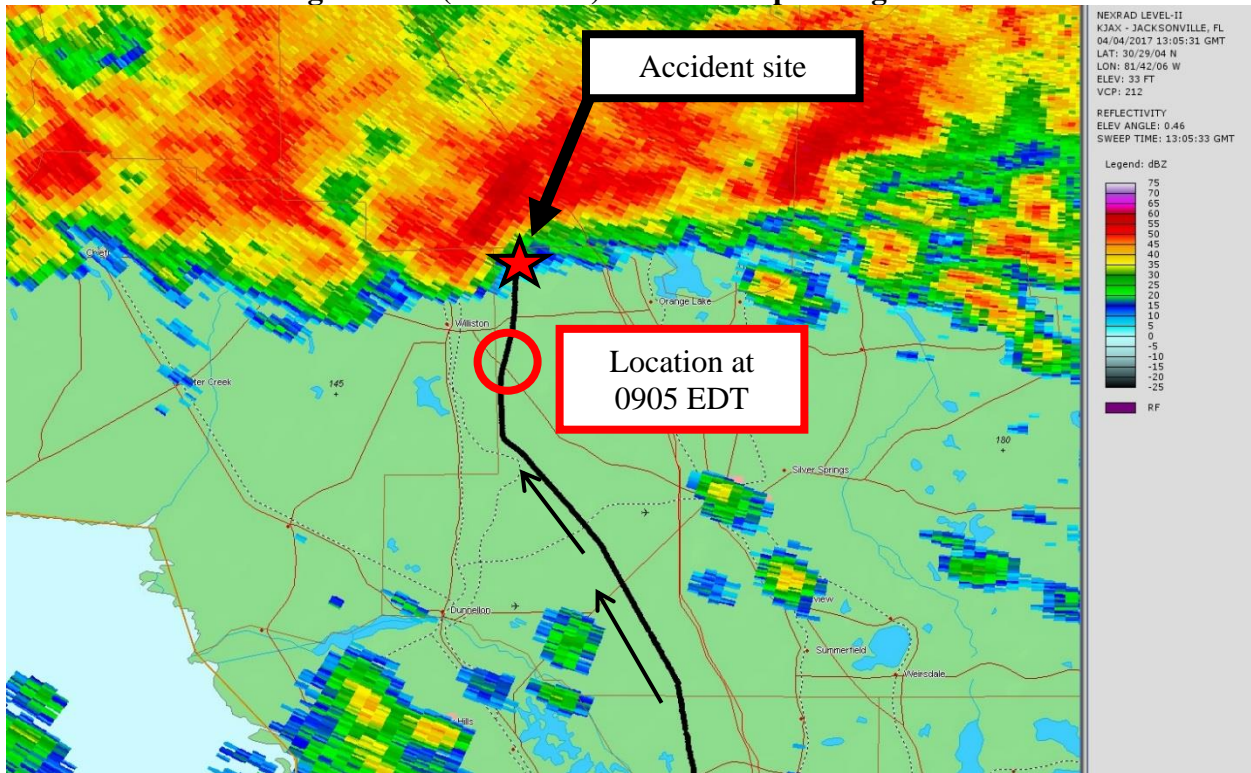 NEXRAD LEVEL-II
KJAX - JACKSONVILLE, FL
04/04/2017 13:05:31 GMT
LAT: 30/29/04 N
LON: 81/42/06 W
ELEV: 33 FT
VCP: 212
REFLECTIVITY
ELEV ANGLE: 0.46
SWEEP TIME: 13:05:33 GMT
Legend: dBZ
75
70
65
60
55
50
45
40
35
30
25
20
15
10
5
0
-5
-10
-15
-20
-25
RF
Accident site
Orange Lake
Williston
Location at
0905 EDT
ter Creek
145
180
Silver Springs
Dunnellon
view
Summerfield
Weirsdale
Hills